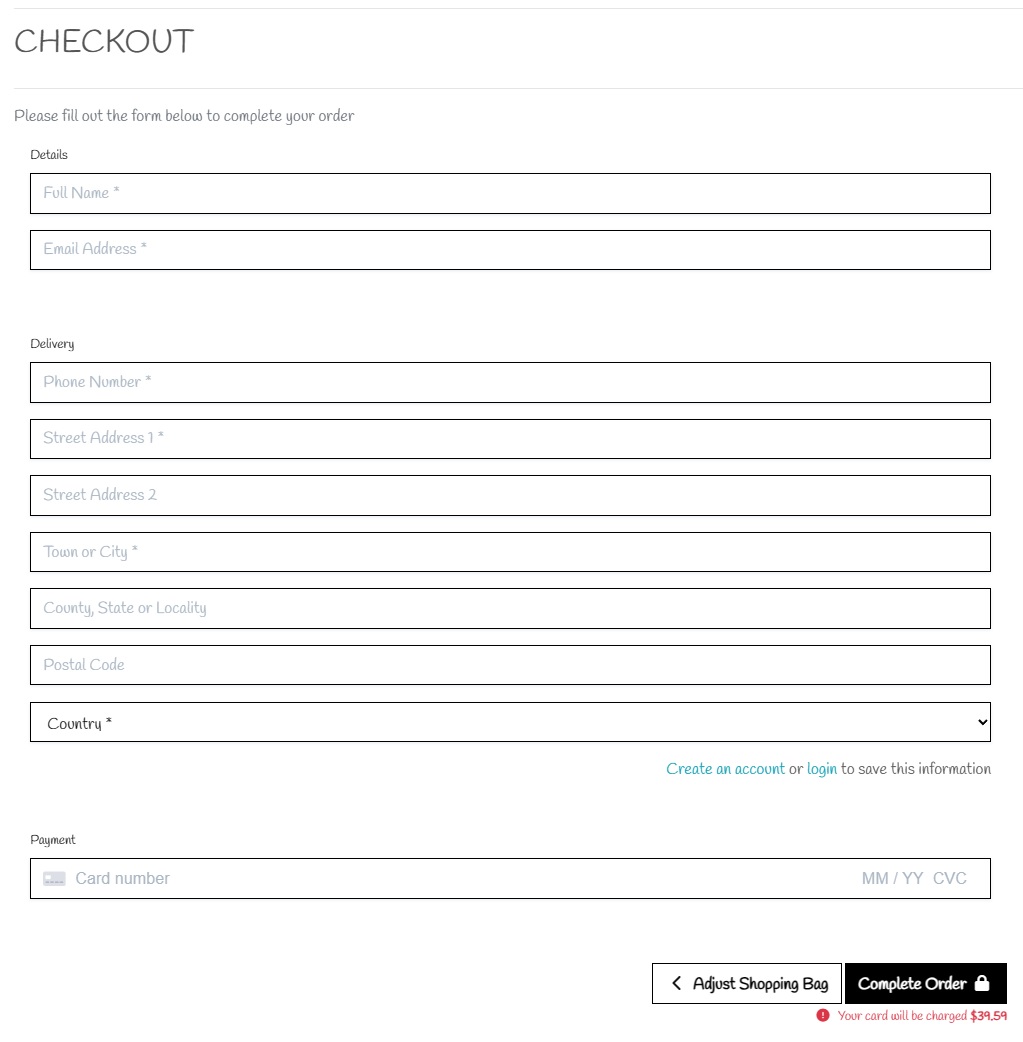 CHECKOUT
Please fill out the form below to complete your order
Details
Full Name *
Email Address *
Delivery
Phone Number *
Street Address 1 *
Street Address 2
Town or City *
County, State or Locality
Postal Code
Country *
Create an account or login to save this information
Payment
Card number MM / YY CVC
Adjust Shopping Bag Complete Order
Your card will be charged $39.59